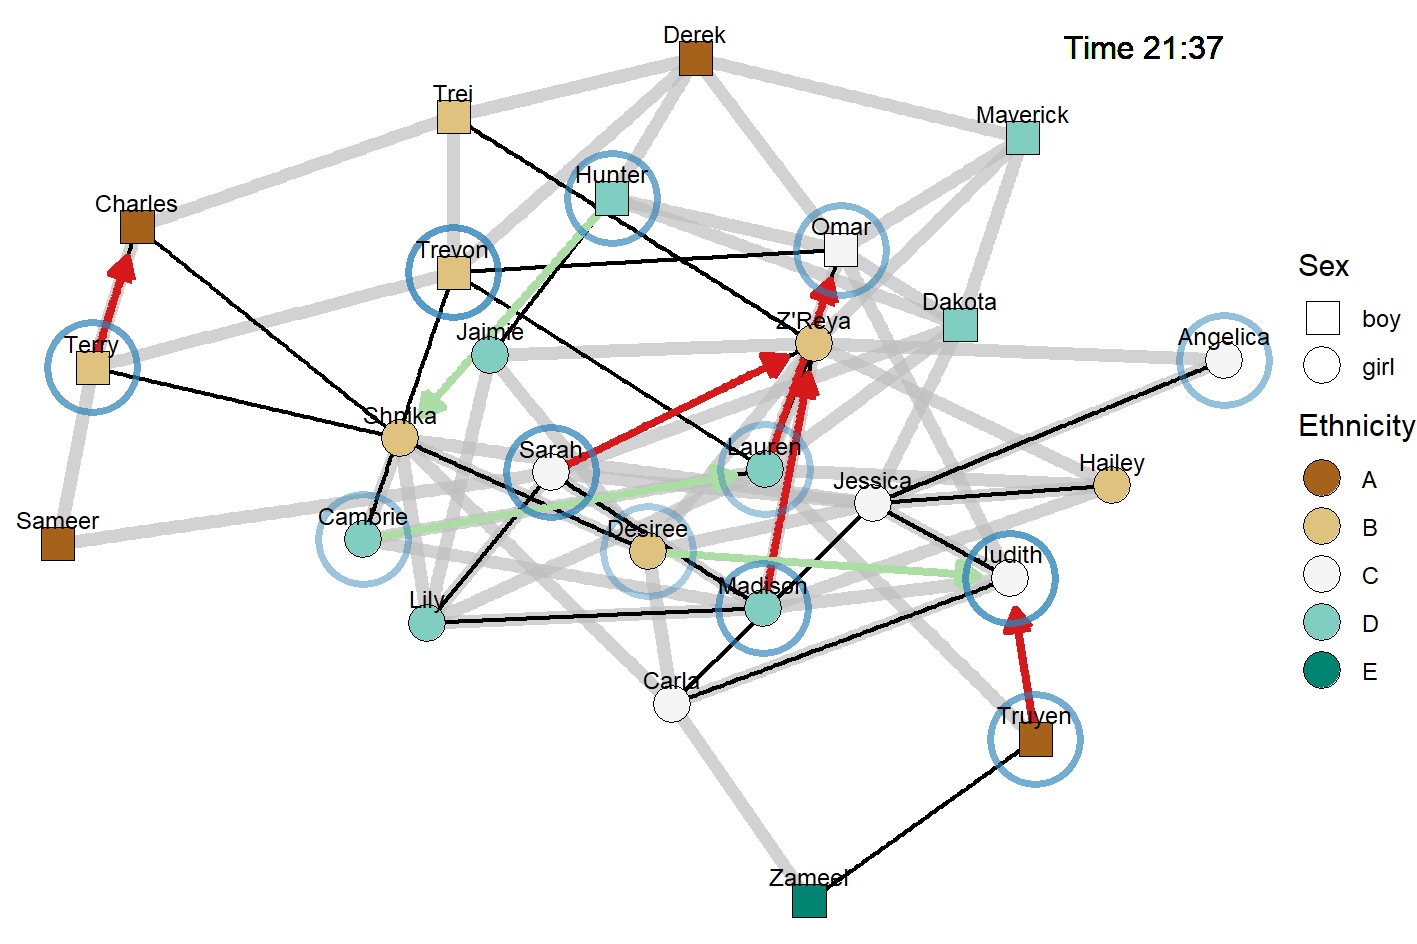 Derek
Time 21:37
Trei
Maverick
Hunter
Charles
Omar
Trevon
Sex
Dakota
boy
Z'Reya
Jaimie
Angelica
Terry
girl
Shnika
Ethnicity
Sarah
Lauren
Hailey
Jessica
A
Sameer
Cambrie
Desiree
B
Judith
C
Madison
Lily
D
Carla
E
Truyen
Zameel